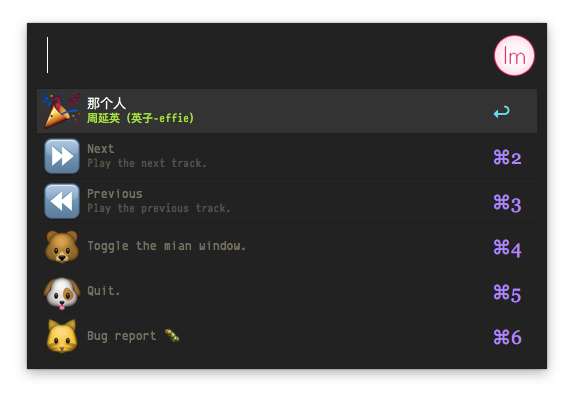 lm
那个人
周延英 (英子-effie)
Next
Play the next track.
⌘2
Previous
Play the previous track.
⌘3
Toggle the mian window.
⌘4
Quit.
⌘5
Bug report 🐛
⌘6